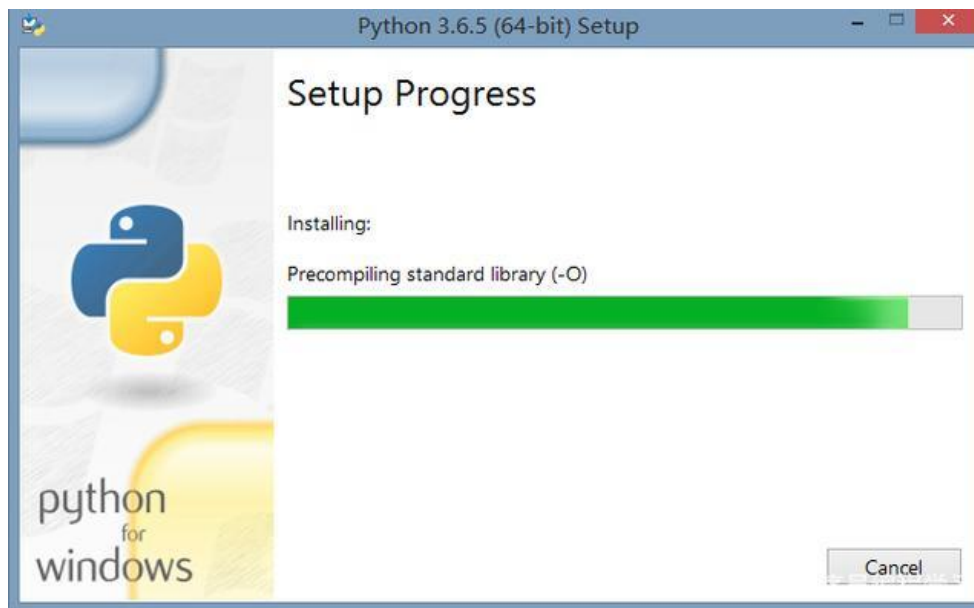 Python 3.6.5 (64-bit) Setup
Setup Progress
Installing:
Precompiling standard library (-O)
python
for
windows
Cancel